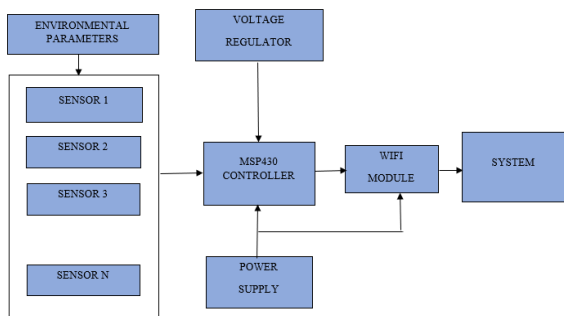 ENVIRONMENTAL
PARAMETERS
SENSOR 1
SENSOR 2
SENSOR 3
SENSOR N
VOLTAGE
REGULATOR
MSP430
CONTROLLER
POWER
SUPPLY
WIFI
MODULE
SYSTEM